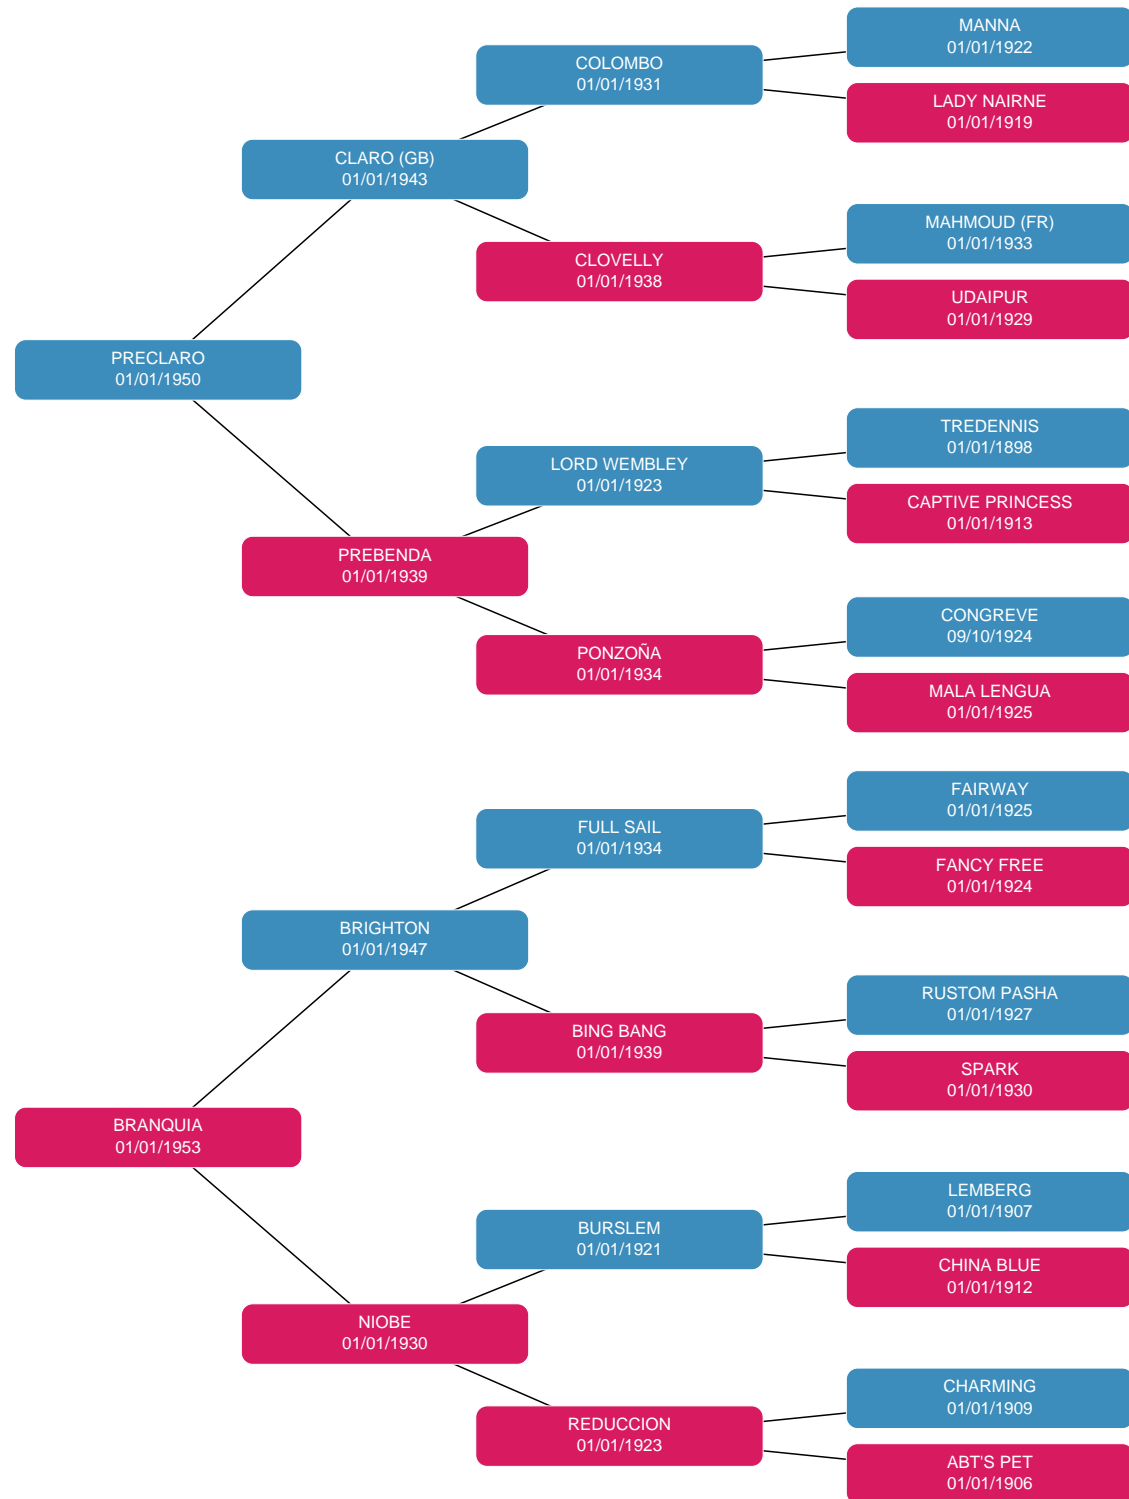 MANNA
01/01/1922
COLOMBO
01/01/1931
LADY NAIRNE
01/01/1919
CLARO (GB)
01/01/1943
MAHMOUD (FR)
01/01/1933
CLOVELLY
01/01/1938
UDAIPUR
01/01/1929
PRECLARO
01/01/1950
TREDENNIS
01/01/1898
LORD WEMBLEY
01/01/1923
CAPTIVE PRINCESS
01/01/1913
PREBENDA
01/01/1939
CONGREVE
09/10/1924
PONZOÑA
01/01/1934
MALA LENGUA
01/01/1925
FAIRWAY
01/01/1925
FULL SAIL
01/01/1934
FANCY FREE
01/01/1924
BRIGHTON
01/01/1947
RUSTOM PASHA
01/01/1927
BING BANG
01/01/1939
SPARK
01/01/1930
BRANQUIA
01/01/1953
LEMBERG
01/01/1907
BURSLEM
01/01/1921
CHINA BLUE
01/01/1912
NIOBE
01/01/1930
CHARMING
01/01/1909
REDUCCION
01/01/1923
ABT'S PET
01/01/1906